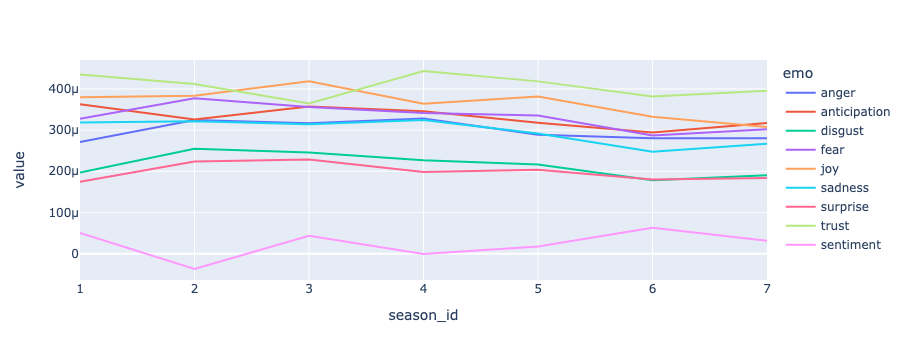 emo
anger
anticipation
disgust
fear
joy
sadness
surprise
trust
sentiment
value
400µ
300µ
200µ
100µ
0
1 2 3 4 5 6 7
season_id